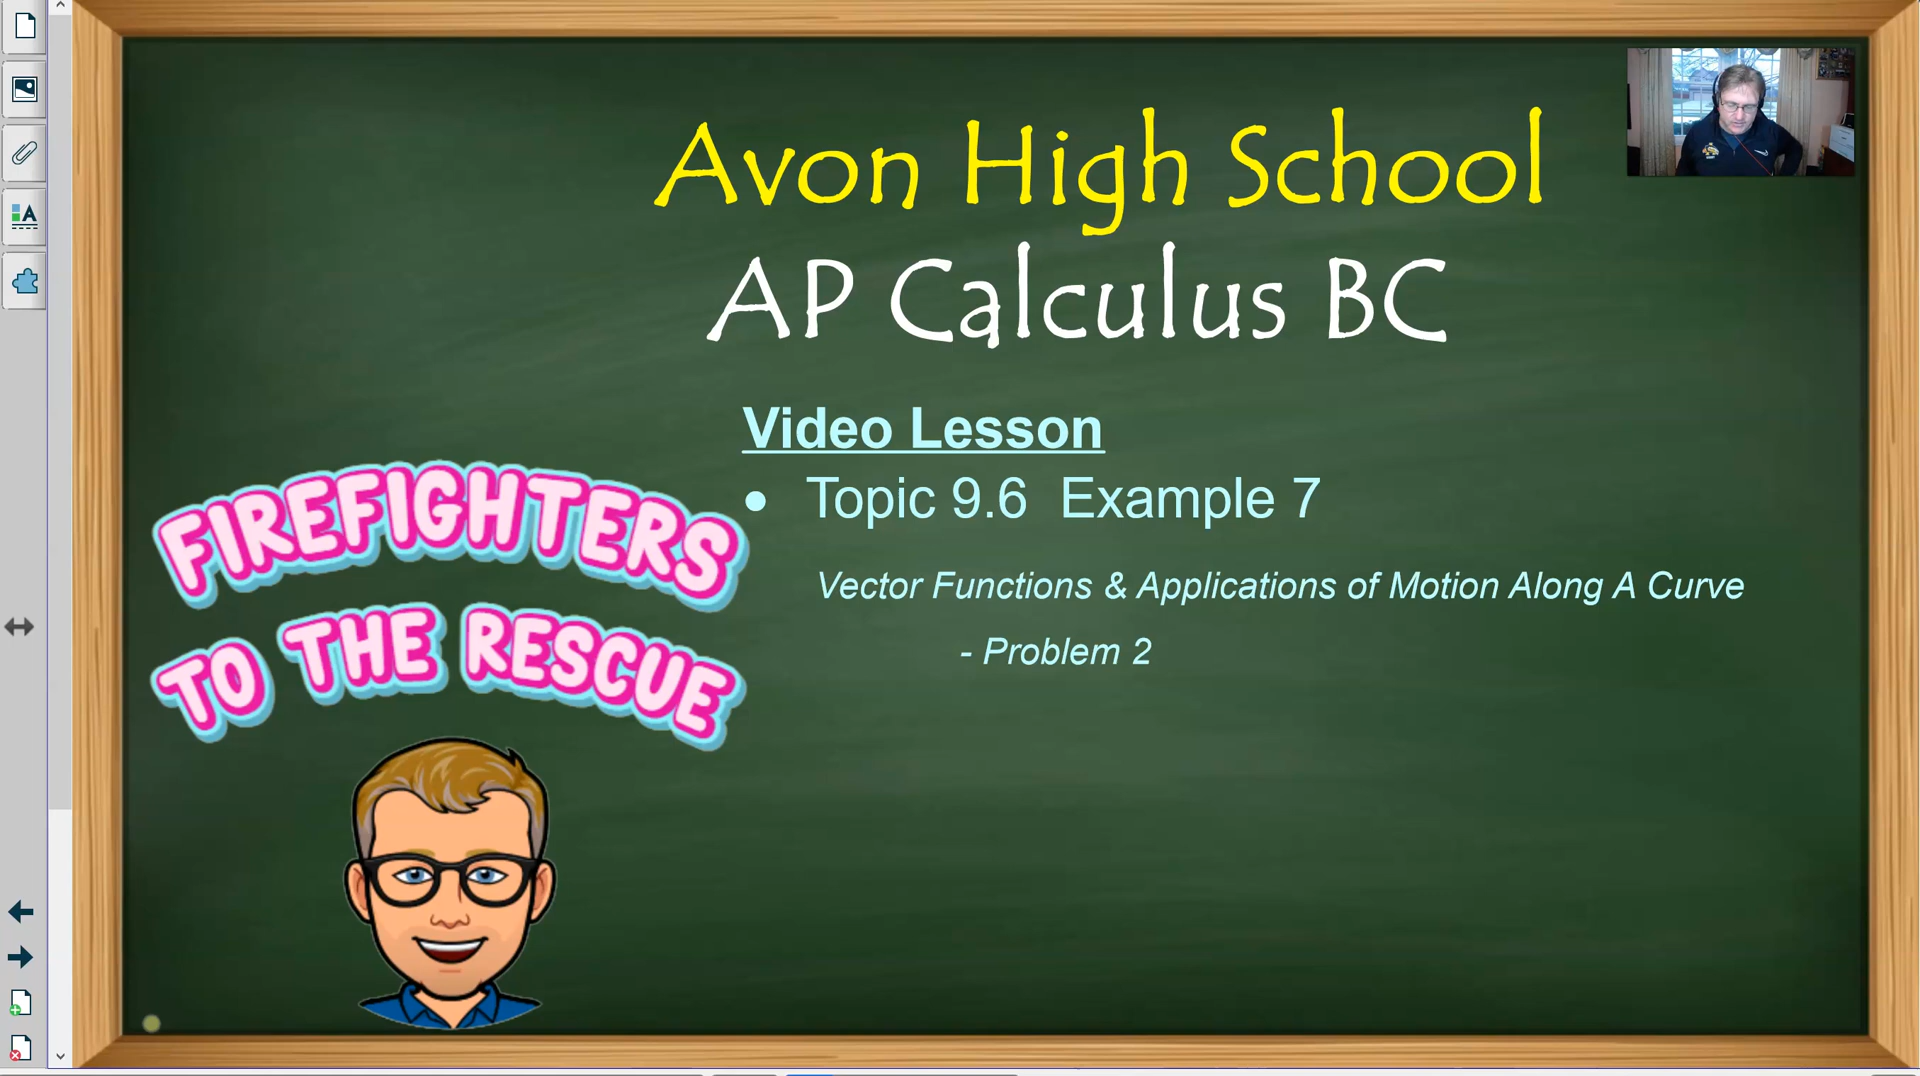 Avon High School
AP Calculus BC
Video Lesson
• Topic 9.6 Example 7
Vector Functions & Applications of Motion Along A Curve
- Problem 2
FIREFIGHTERS
TO THE RESCUE